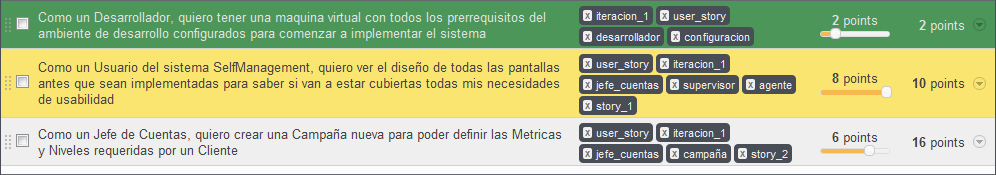 Como un Desarrollador, quiero tener una maquina virtual con todos los prerrequisitos del
ambiente de desarrollo configurados para comenzar a implementar el sistema
x iteracion_1 x user_story
x desarrollador x configuracion
2 points
2 points
Como un Usuario del sistema SelfManagement, quiero ver el diseño de todas las pantallas
antes que sean implementadas para saber si van a estar cubiertas todas mis necesidades
de usabilidad
x user_story x iteracion_1
x jefe_cuentas x supervisor x agente
x story_1
8 points
10 points
Como un Jefe de Cuentas, quiero crear una Campaña nueva para poder definir las Metricas
y Niveles requeridas por un Cliente
x user_story x iteracion_1
x jefe_cuentas x campaña x story_2
6 points
16 points